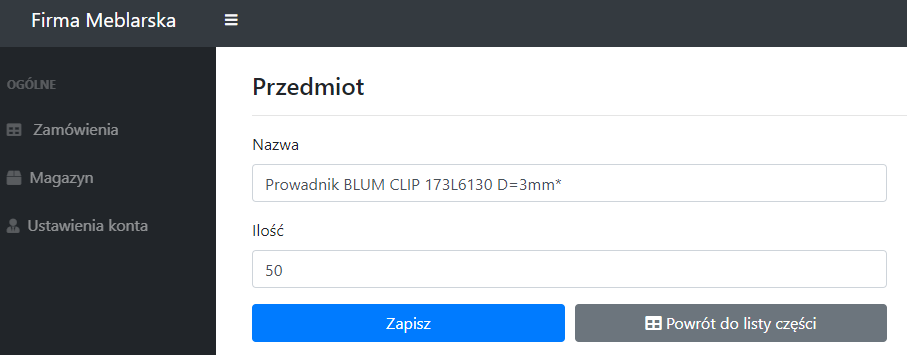 Firma Meblarska
OGÓLNE
Zamówienia
Magazyn
Ustawienia konta
Przedmiot
Nazwa
Prowadnik BLUM CLIP 173L6130 D=3mm*
Ilość
50
Zapisz
Powrót do listy części